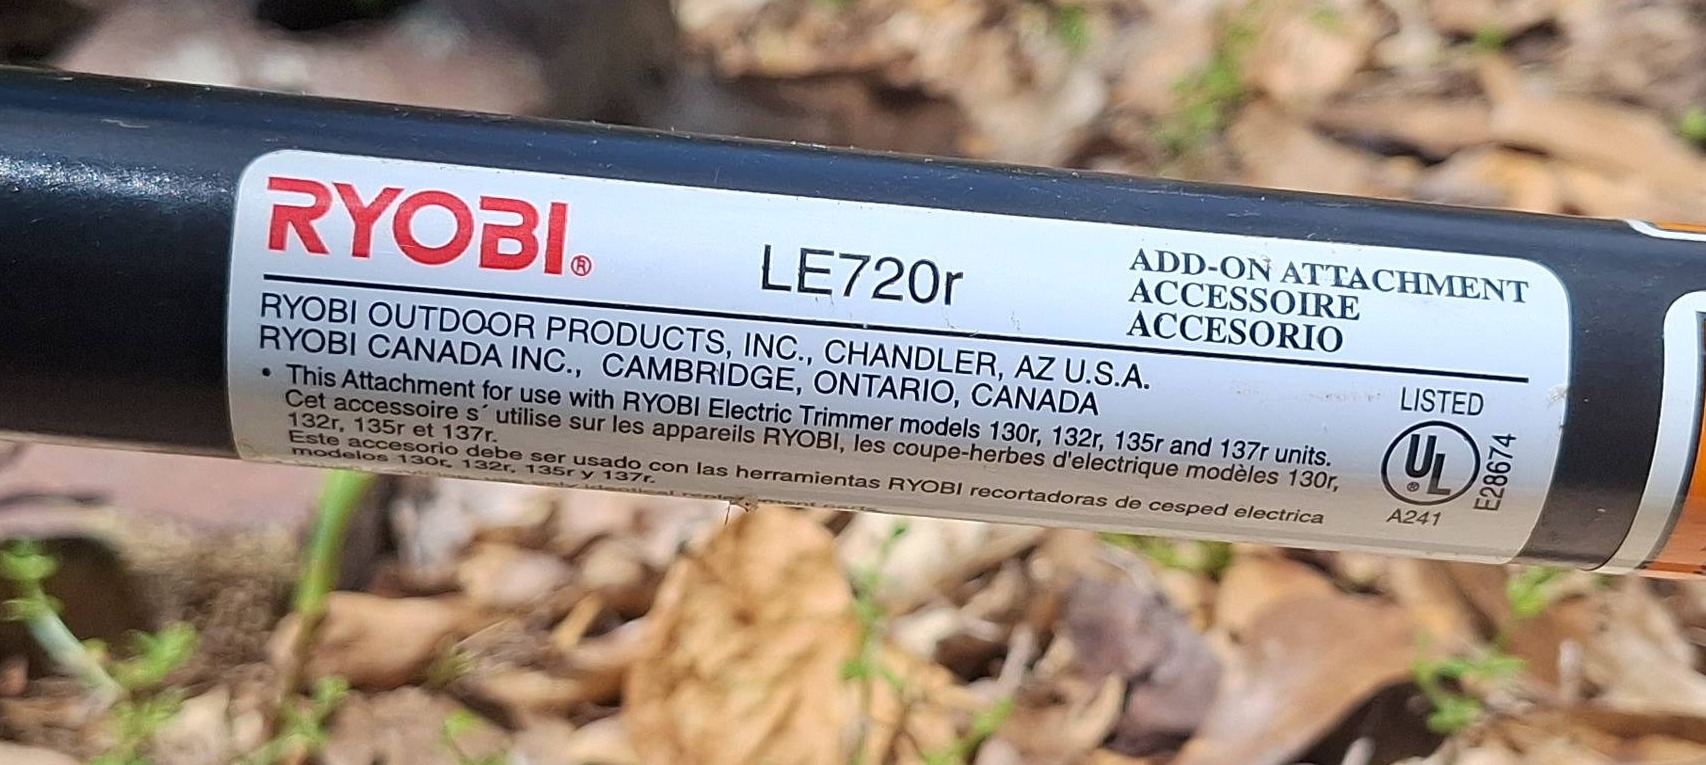 RYOBI®
LE720r
ADD-ON ATTACHMENT
ACCESSOIRE
ACCESORIO
RYOBI OUTDOOR PRODUCTS, INC., CHANDLER, AZ U.S.A.
RYOBI CANADA INC., CAMBRIDGE, ONTARIO, CANADA
• This Attachment for use with RYOBI Electric Trimmer models 130r, 132r, 135r and 137r units.
Cet accessoire s´ utilise sur les appareils RYOBI, les coupe-herbes d'electrique modèles 130r,
132r, 135r et 137r.
Este accesorio debe ser usado con las herramientas RYOBI recortadoras de cesped electrica
modelos 130r, 132r, 135r y 137r.
LISTED
UL®
E28674
A241